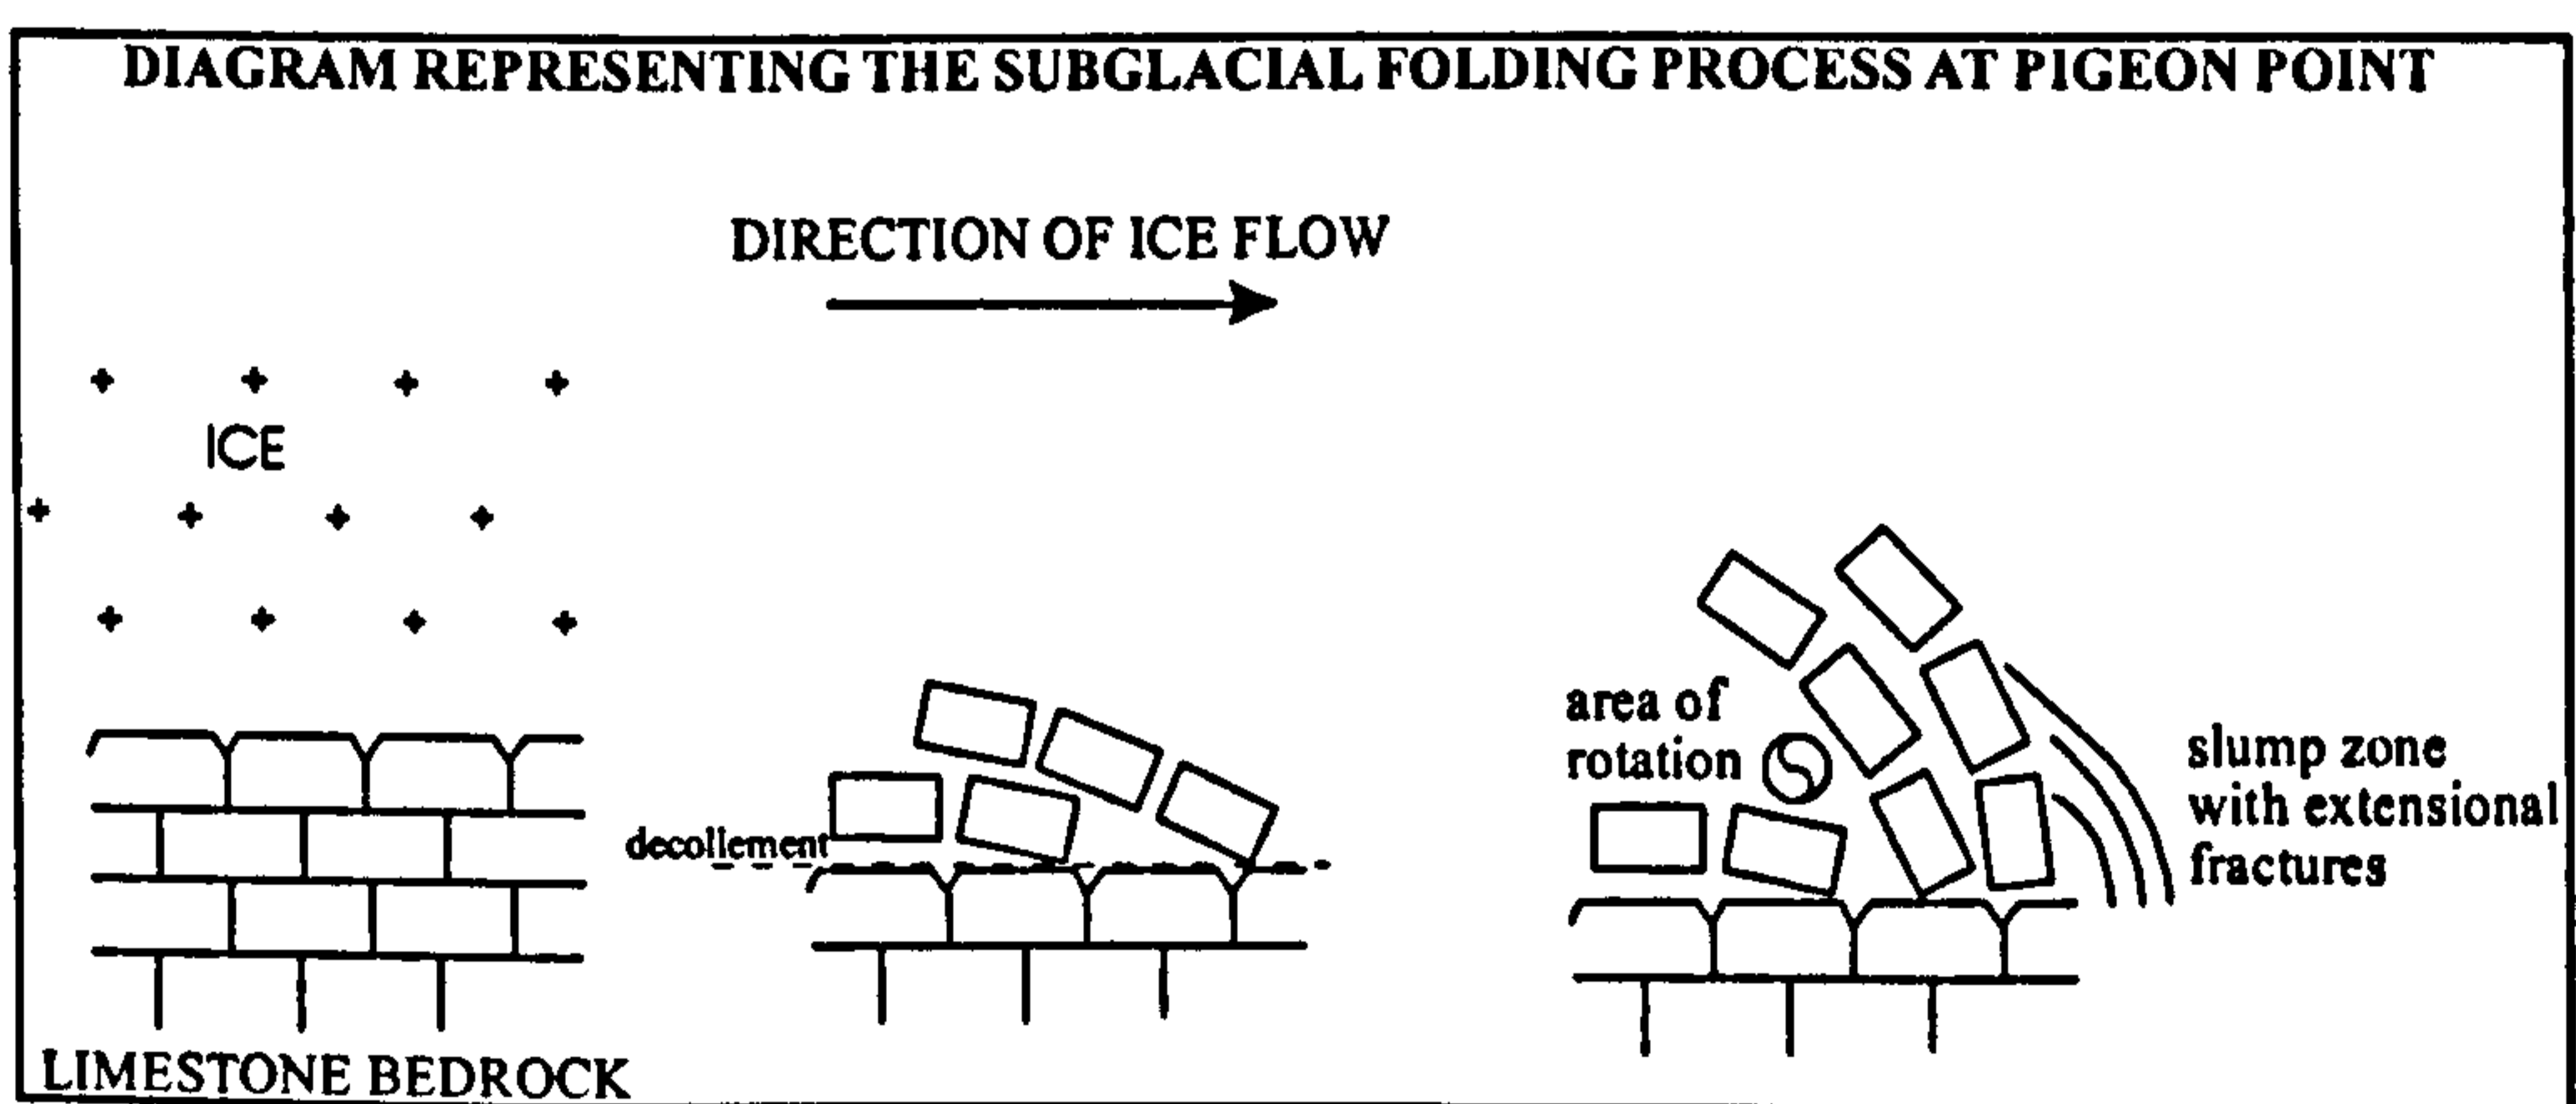 DIAGRAM REPRESENTING THE SUBGLACIAL FOLDING PROCESS AT PIGEON POINT
DIRECTION OF ICE FLOW
ICE
decollement
area of
rotation
slump zone
with extensional
fractures
LIMESTONE BEDROCK